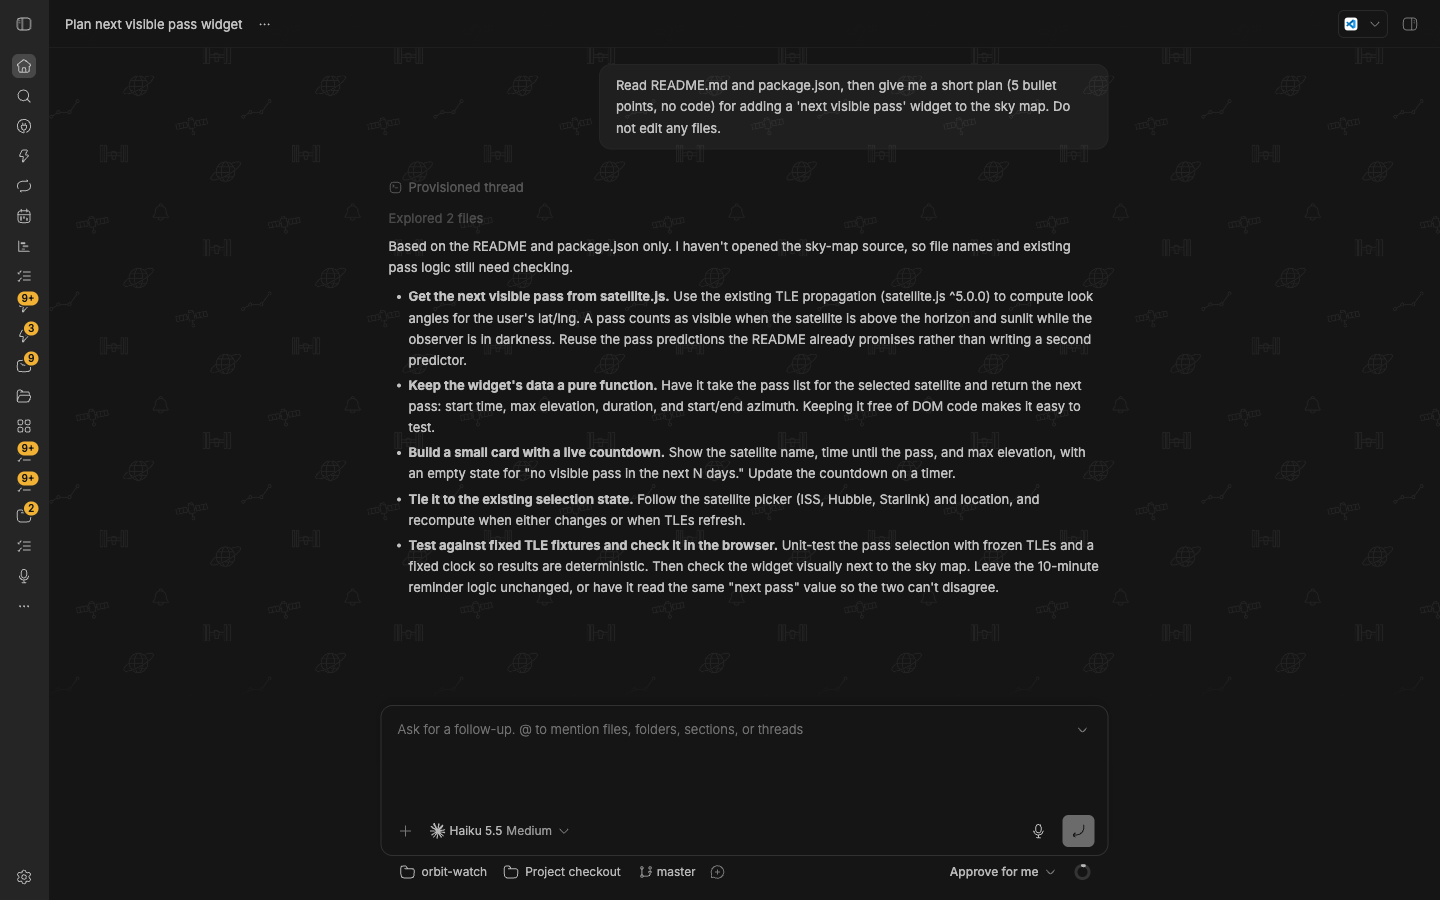 Plan next visible pass widget
Read README.md and package.json, then give me a short plan (5 bullet
points, no code) for adding a 'next visible pass' widget to the sky map. Do
not edit any files.
Provisioned thread
Explored 2 files
Based on the README and package.json only. I haven't opened the sky-map source, so file names and existing
pass logic still need checking.
• Get the next visible pass from satellite.js. Use the existing TLE propagation (satellite.js ^5.0.0) to compute look
angles for the user's lat/lng. A pass counts as visible when the satellite is above the horizon and sunlit while the
observer is in darkness. Reuse the pass predictions the README already promises rather than writing a second
predictor.
• Keep the widget's data a pure function. Have it take the pass list for the selected satellite and return the next
pass: start time, max elevation, duration, and start/end azimuth. Keeping it free of DOM code makes it easy to
test.
• Build a small card with a live countdown. Show the satellite name, time until the pass, and max elevation, with
an empty state for "no visible pass in the next N days." Update the countdown on a timer.
• Tie it to the existing selection state. Follow the satellite picker (ISS, Hubble, Starlink) and location, and
recompute when either changes or when TLEs refresh.
• Test against fixed TLE fixtures and check it in the browser. Unit-test the pass selection with frozen TLEs and a
fixed clock so results are deterministic. Then check the widget visually next to the sky map. Leave the 10-minute
reminder logic unchanged, or have it read the same "next pass" value so the two can't disagree.
9+
3
9
9+
9+
2
Ask for a follow-up. @ to mention files, folders, sections, or threads
Haiku 5.5 Medium
orbit-watch Project checkout master Approve for me